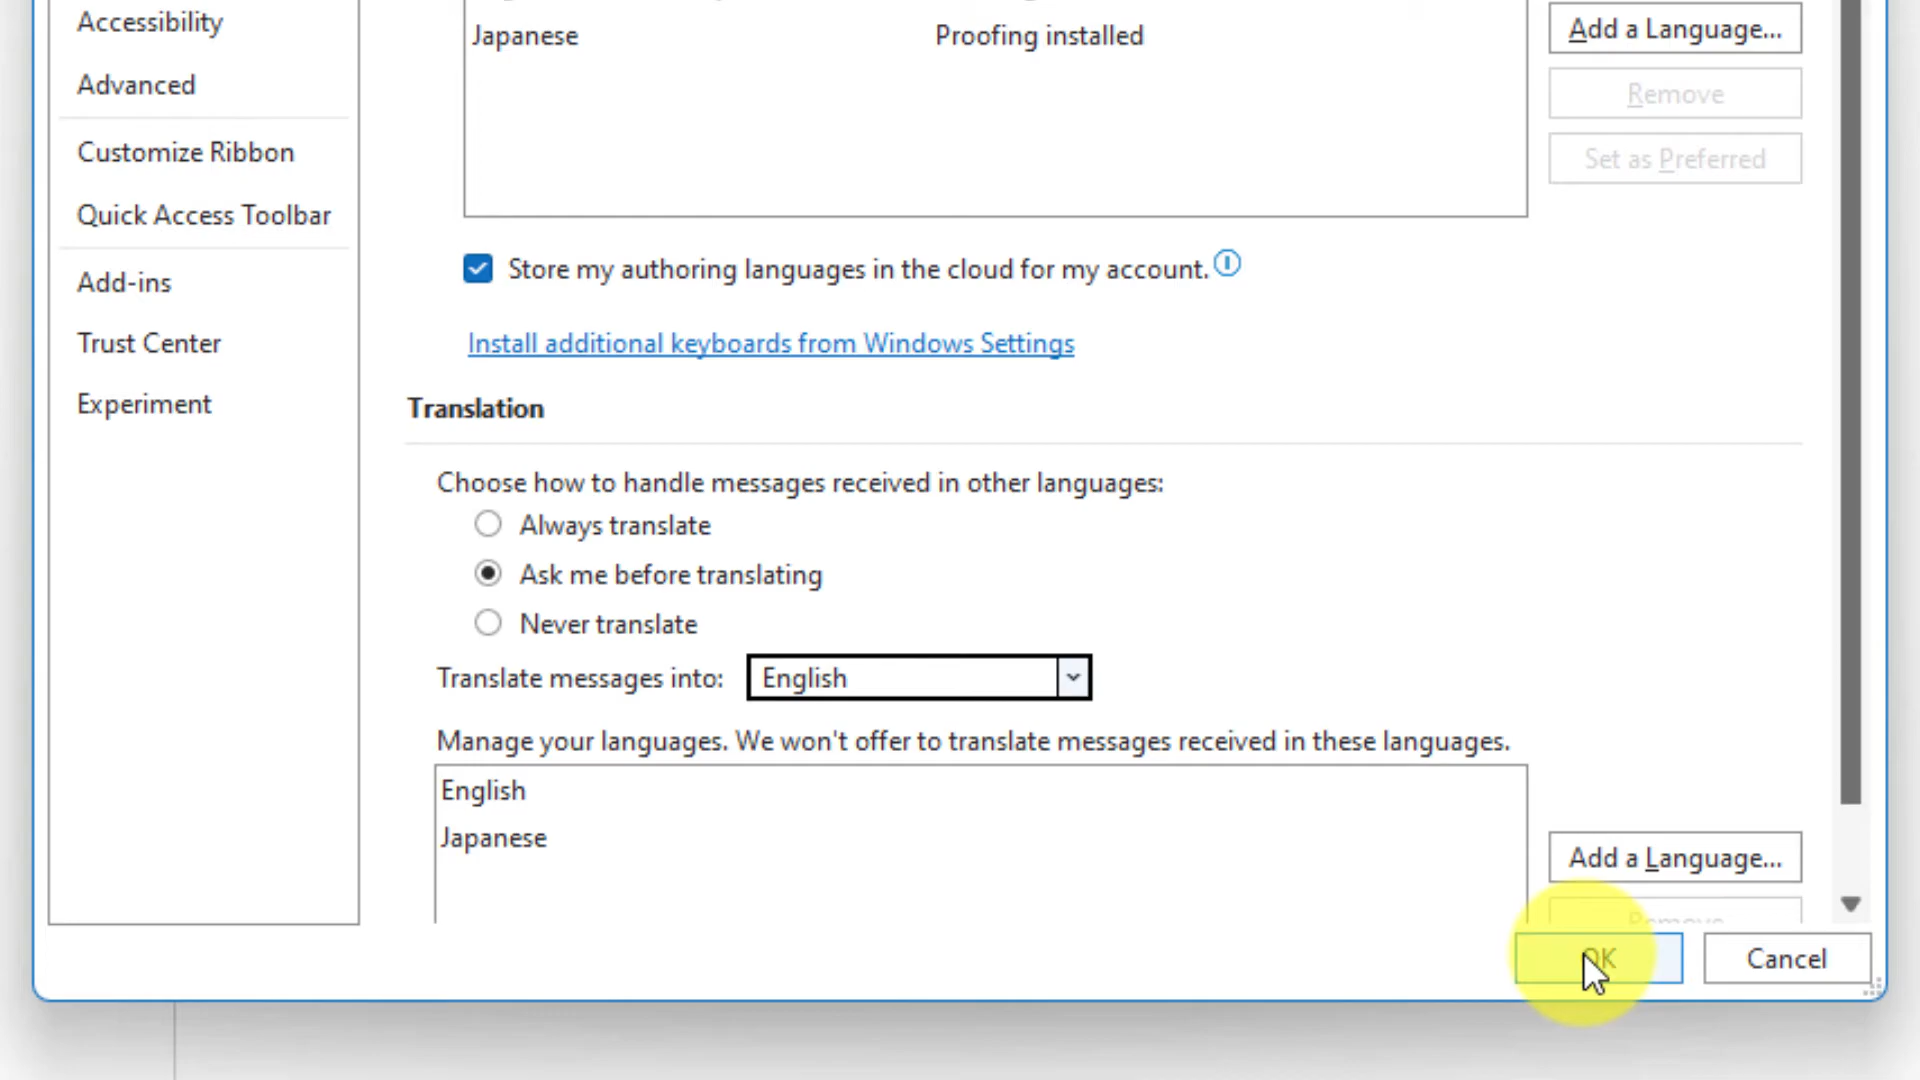 Accessibility
Japanese Proofing installed
Add a Language...
Advanced
Remove
Customize Ribbon
Set as Preferred
Quick Access Toolbar
Store my authoring languages in the cloud for my account.
Add-ins
Install additional keyboards from Windows Settings
Trust Center
Experiment
Translation
Choose how to handle messages received in other languages:
Always translate
Ask me before translating
Never translate
Translate messages into: English
Manage your languages. We won't offer to translate messages received in these languages.
English
Japanese
Add a Language...
Remove
OK
Cancel